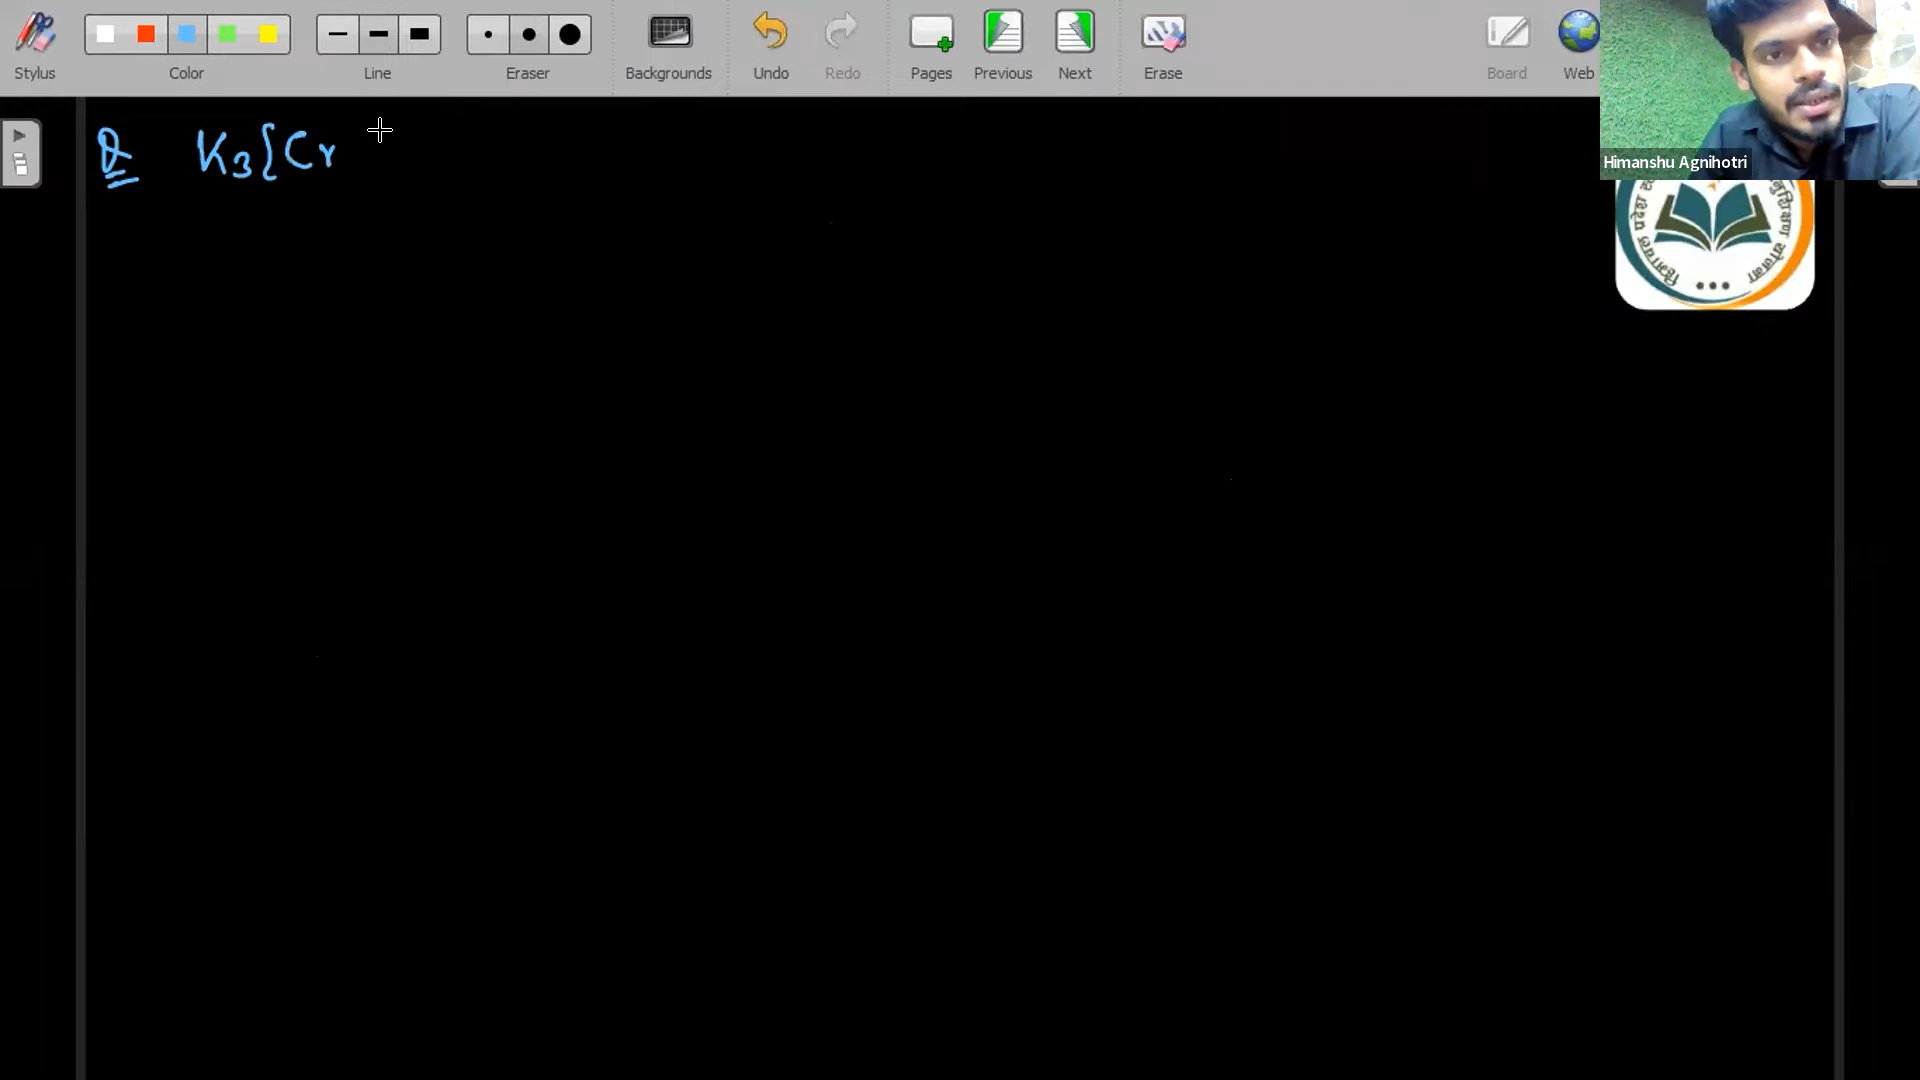 Stylus Color Line Eraser Backgrounds Undo Redo Pages Previous Next Erase Board Web
Himanshu Agnihotri
Q K3[Cr